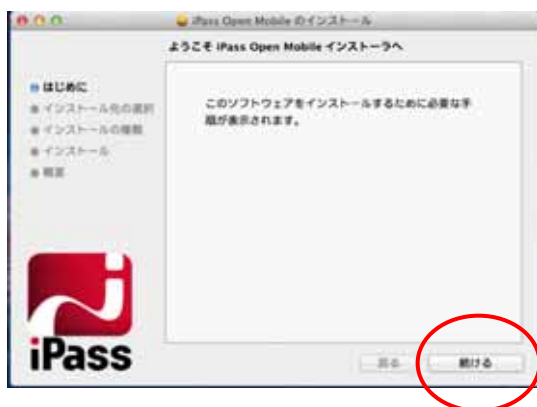 iPass Open Mobile のインストール
ようこそ iPass Open Mobile インストーラへ
はじめに
インストール先の選択
インストールの種類
インストール
概要
このソフトウェアをインストールするために必要な手
順が表示されます。
iPass
戻る
続ける